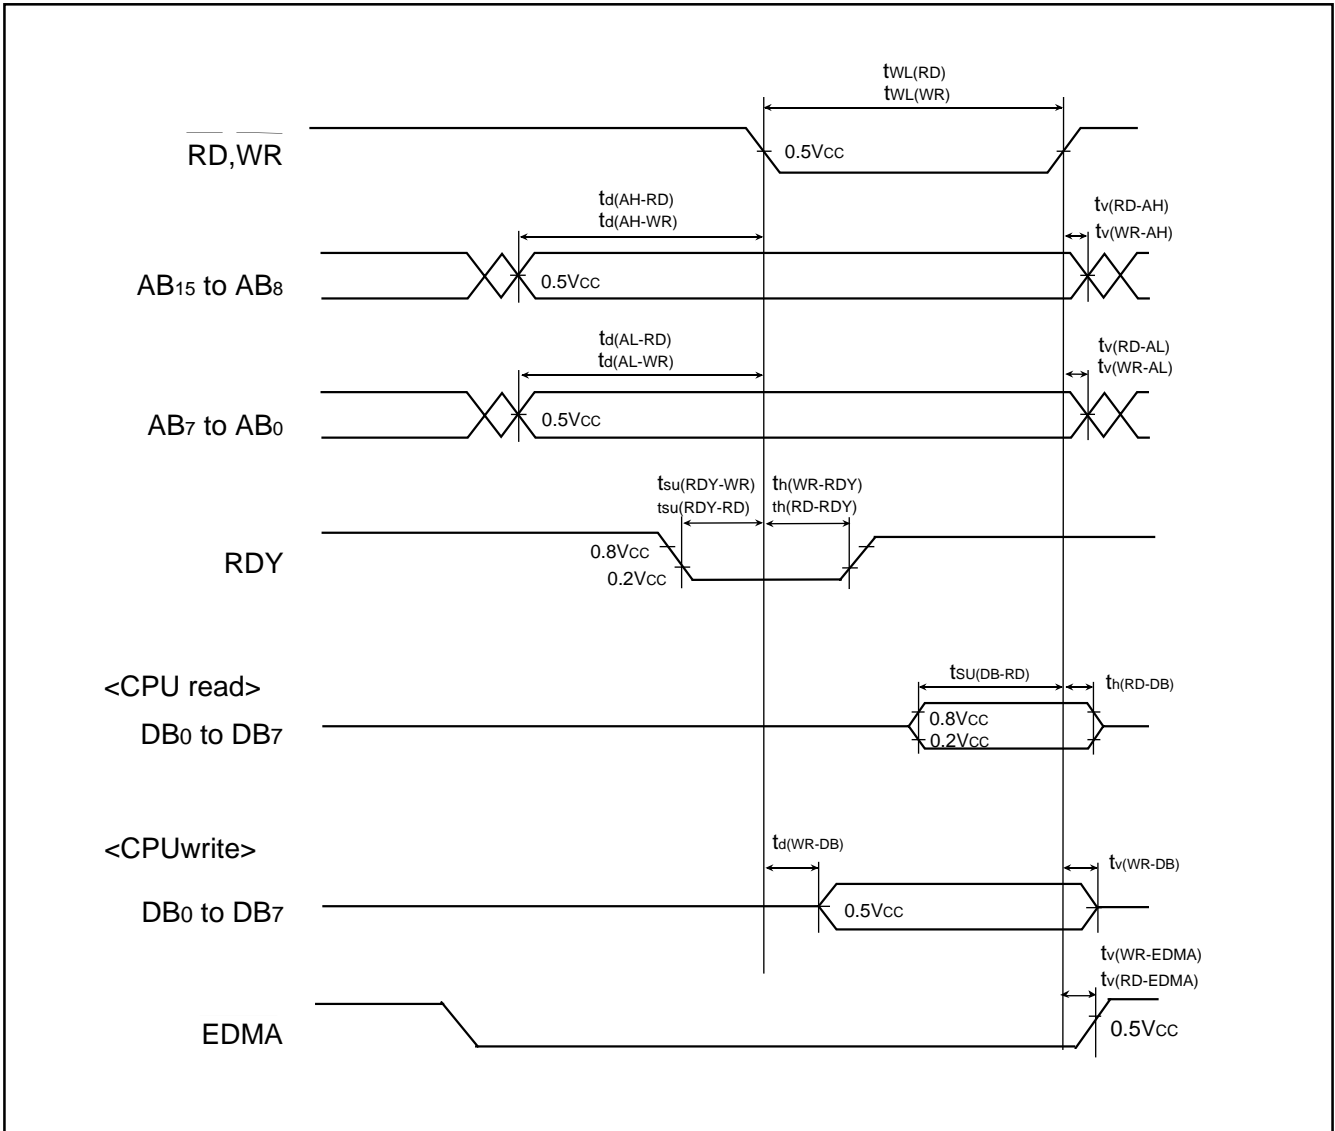 tWL(RD)
tWL(WR)
RD,WR
0.5VCC
td(AH-RD)
td(AH-WR)
tv(RD-AH)
tv(WR-AH)
AB15 to AB8
0.5VCC
td(AL-RD)
td(AL-WR)
tv(RD-AL)
tv(WR-AL)
AB7 to AB0
0.5VCC
tsu(RDY-WR) th(WR-RDY)
tsu(RDY-RD) th(RD-RDY)
RDY
0.8VCC
0.2VCC
<CPU read>
tSU(DB-RD)
th(RD-DB)
DB0 to DB7
0.8VCC
0.2VCC
<CPUwrite>
td(WR-DB)
tv(WR-DB)
DB0 to DB7
0.5VCC
tv(WR-EDMA)
tv(RD-EDMA)
EDMA
0.5VCC